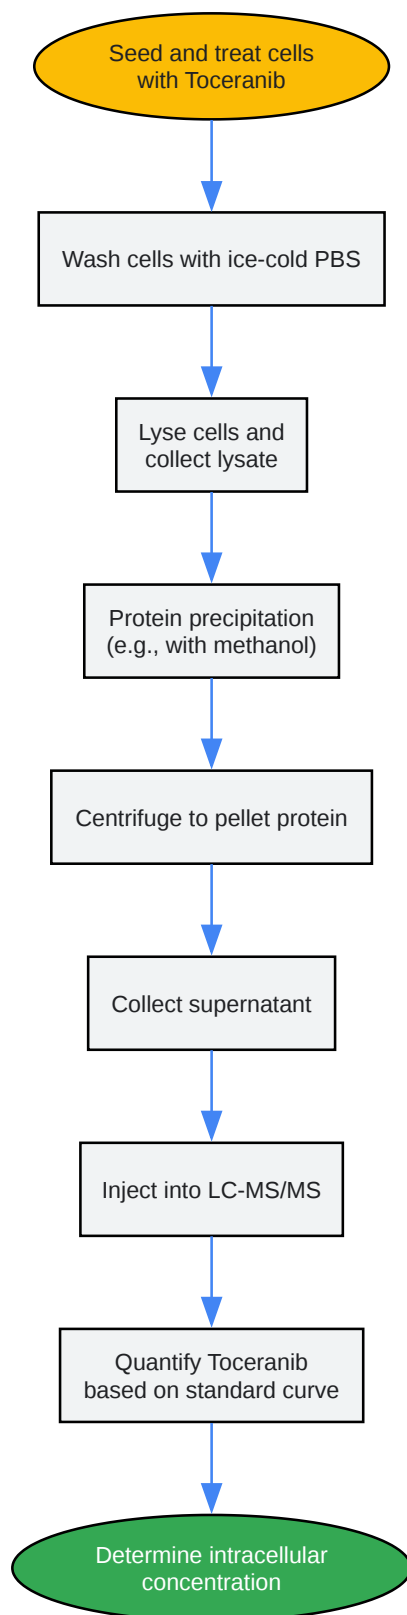 Seed and treat cells
with Toceranib
Wash cells with ice-cold PBS
Lyse cells and
collect lysate
Protein precipitation
(e.g., with methanol)
Centrifuge to pellet protein
Collect supernatant
Inject into LC-MS/MS
Quantify Toceranib
based on standard curve
Determine intracellular
concentration